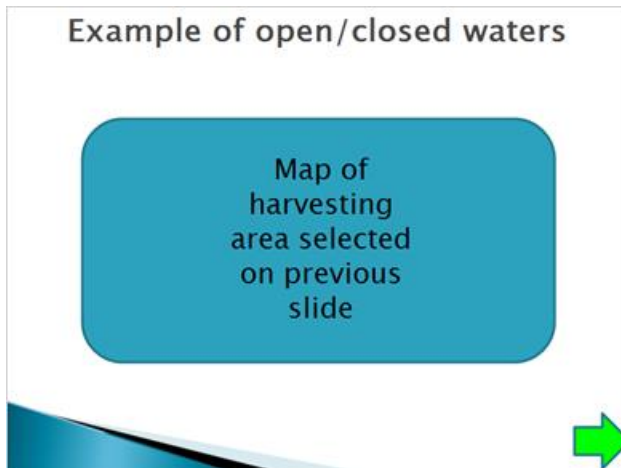 Example of open/closed waters
Map of
harvesting
area selected
on previous
slide